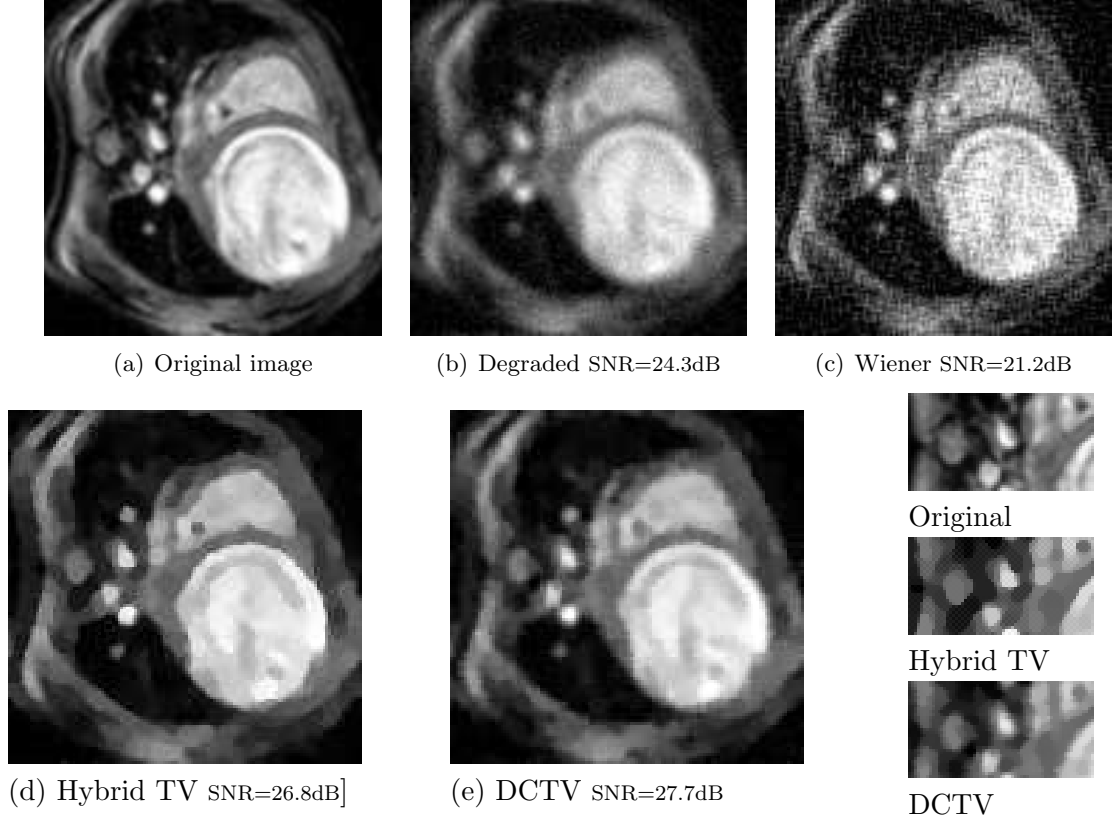 (a) Original image
(b) Degraded SNR=24.3dB
(c) Wiener SNR=21.2dB
Original
Hybrid TV
DCTV
(d) Hybrid TV SNR=26.8dB]
(e) DCTV SNR=27.7dB